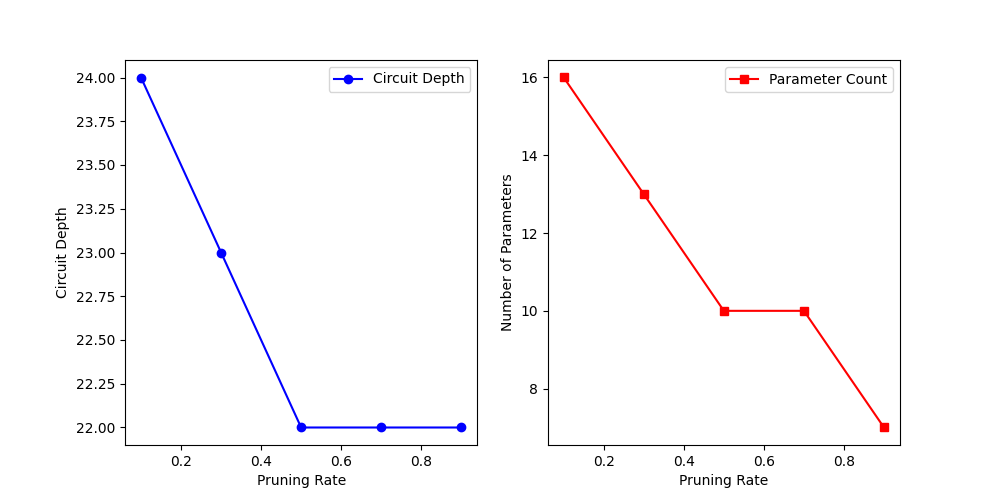 Circuit Depth
24.00
23.75
23.50
23.25
23.00
22.75
22.50
22.25
22.00
Circuit Depth
0.2 0.4 0.6 0.8
Pruning Rate
Parameter Count
16
14
12
10
8
Number of Parameters
0.2 0.4 0.6 0.8
Pruning Rate